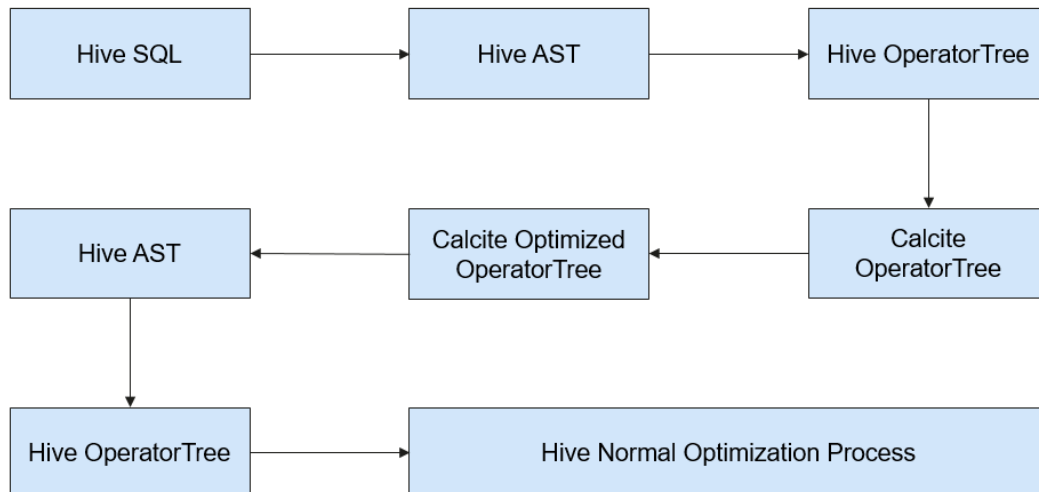 Hive SQL
Hive AST
Hive OperatorTree
Calcite
OperatorTree
Calcite Optimized
OperatorTree
Hive AST
Hive OperatorTree
Hive Normal Optimization Process